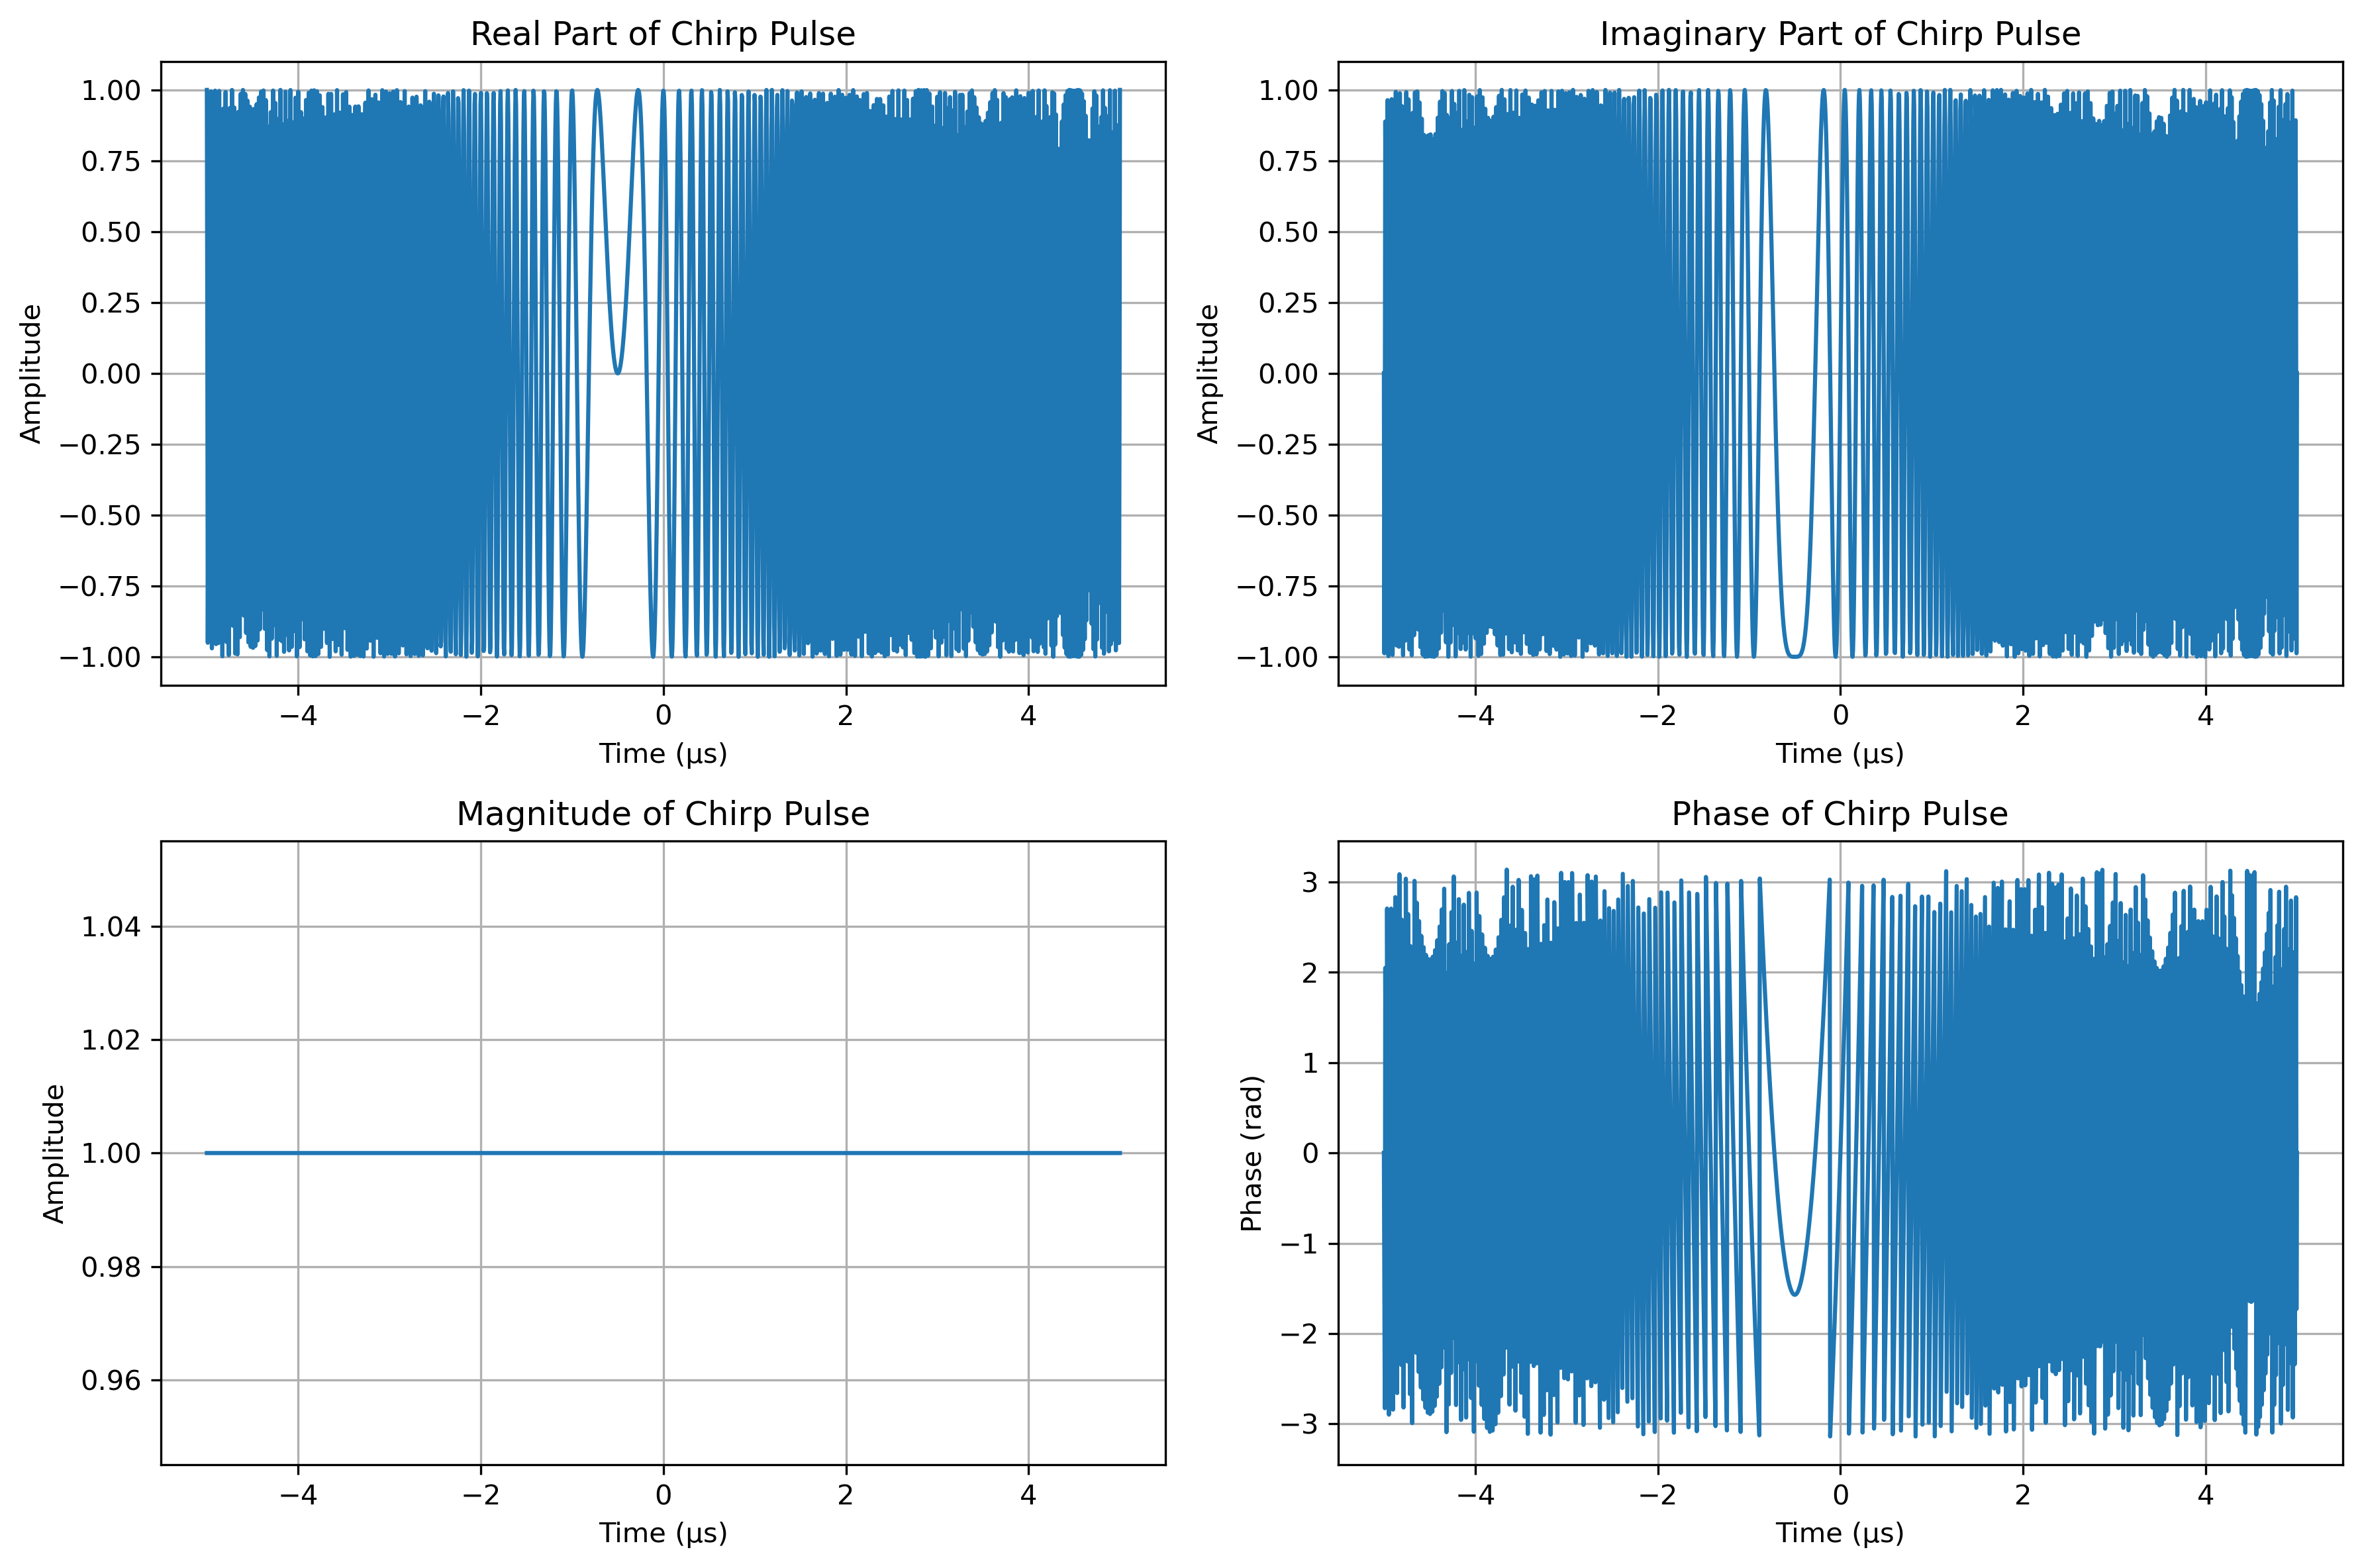 Real Part of Chirp Pulse
Amplitude
1.00
0.75
0.50
0.25
0.00
−0.25
−0.50
−0.75
−1.00
−4 −2 0 2 4
Time (μs)
Imaginary Part of Chirp Pulse
Amplitude
1.00
0.75
0.50
0.25
0.00
−0.25
−0.50
−0.75
−1.00
−4 −2 0 2 4
Time (μs)
Magnitude of Chirp Pulse
Amplitude
1.04
1.02
1.00
0.98
0.96
−4 −2 0 2 4
Time (μs)
Phase of Chirp Pulse
Phase (rad)
3
2
1
0
−1
−2
−3
−4 −2 0 2 4
Time (μs)